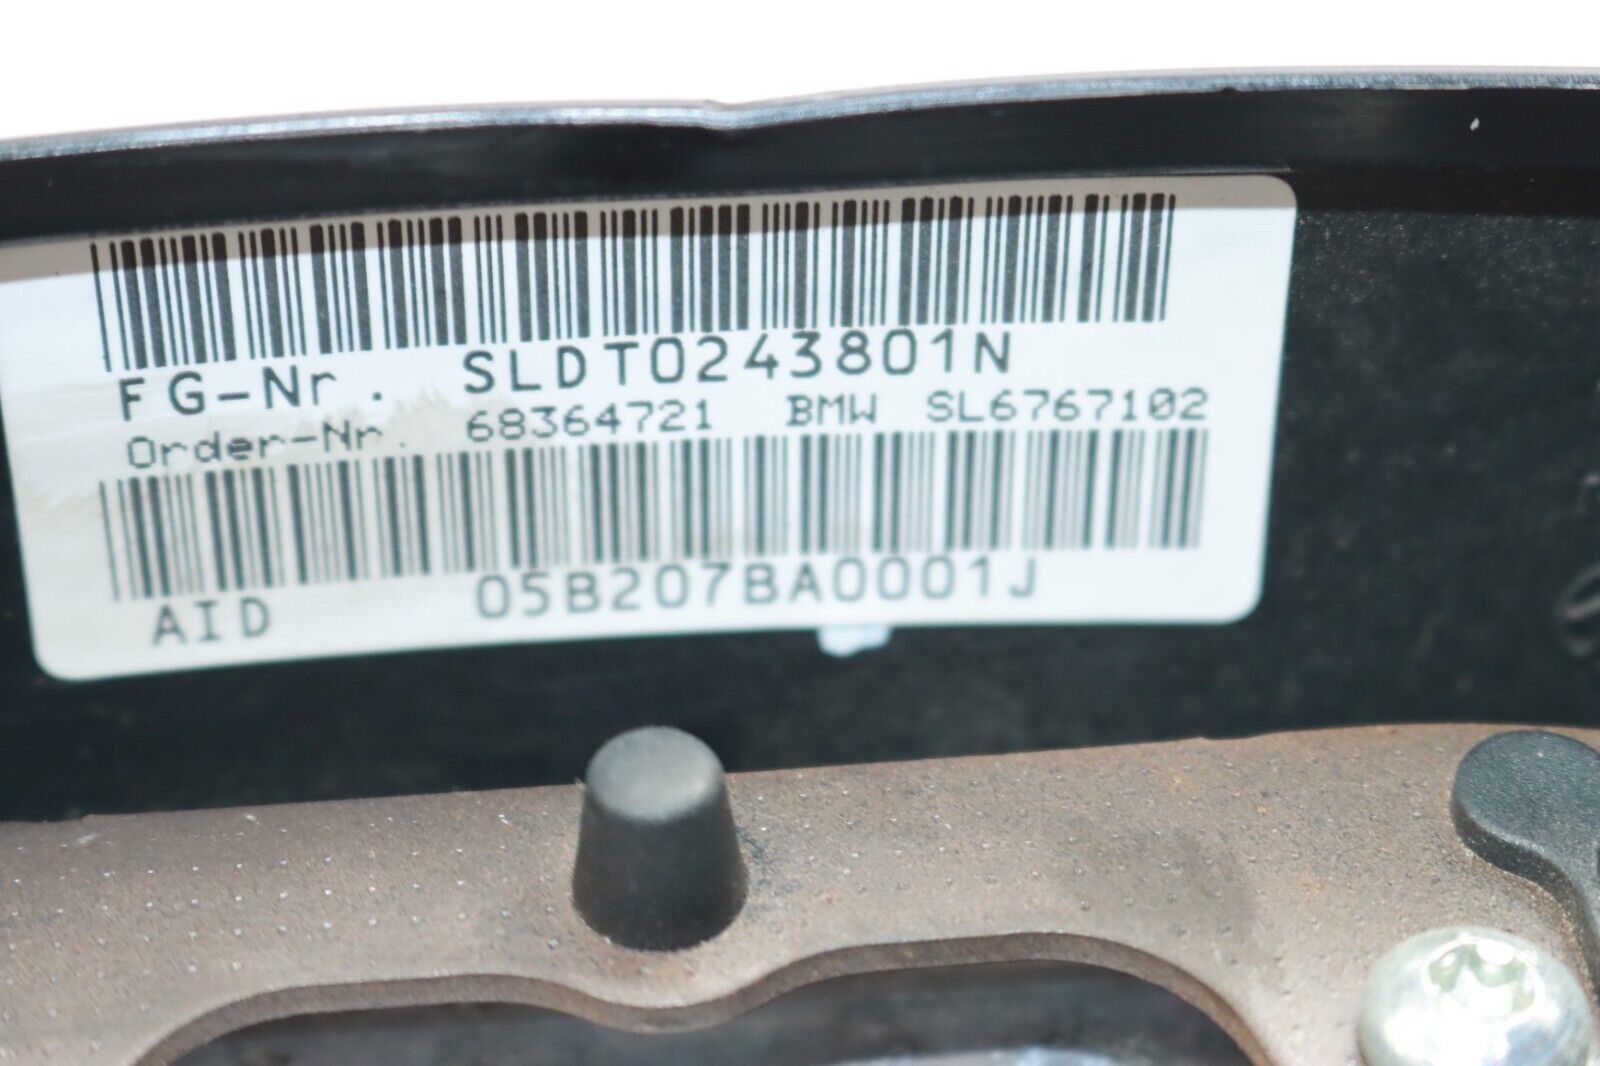 FG-Nr. SLDT0243801N
Order-Nr. 68364721 BMW SL6767102
AID 05B207BA0001J